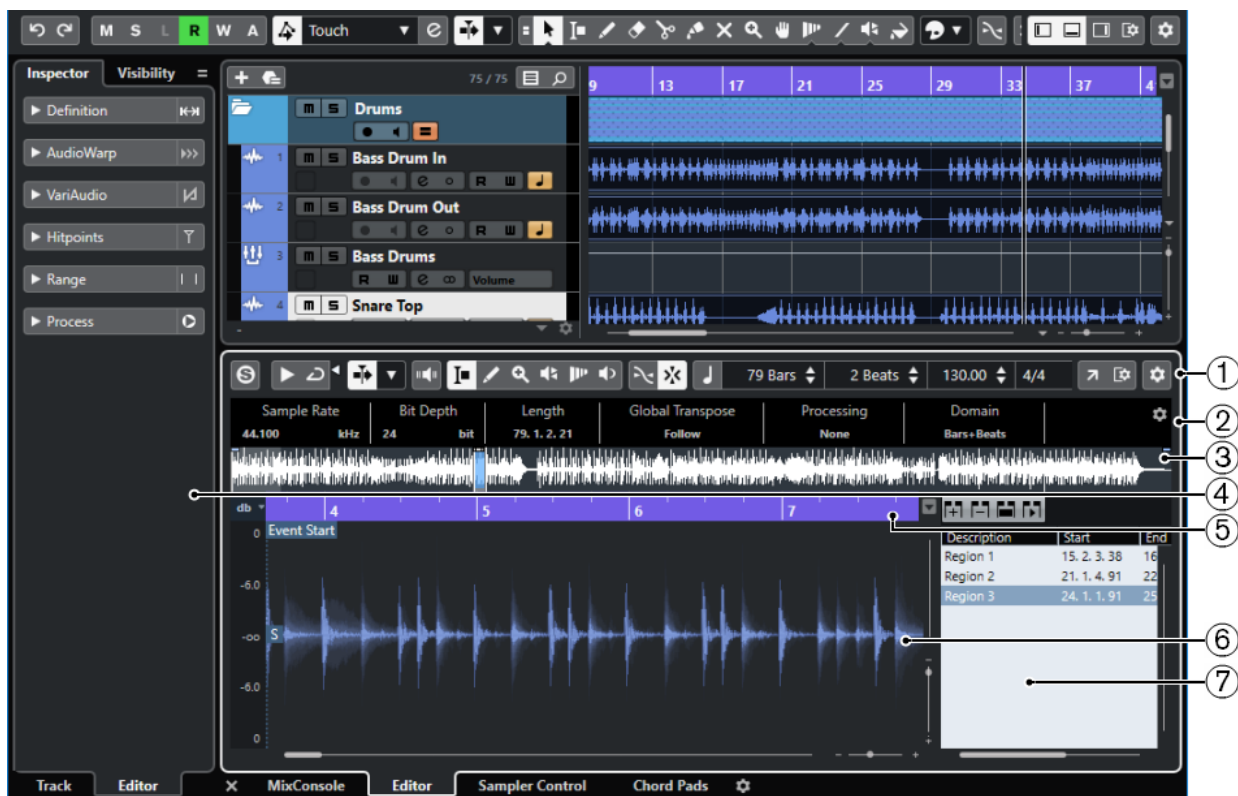 M S L R W A Touch
Inspector Visibility
Definition
AudioWarp
VariAudio
Hitpoints
Range
Process
75 / 75
9 13 17 21 25 29 33 37 4
m S Drums
1 m S Bass Drum In
e R W
2 m S Bass Drum Out
e R W
3 m S Bass Drums
R W e Volume
4 m S Snare Top
S 79 Bars 2 Beats 130.00 4/4
Sample Rate Bit Depth Length Global Transpose Processing Domain
44.100 kHz 24 bit 79. 1. 2. 21 Follow None Bars+Beats
db 4 5 6 7
Event Start
0
-6.0
-∞ S
-6.0
0
Description Start End
Region 1 15. 2. 3. 38 16
Region 2 21. 1. 4. 91 22
Region 3 24. 1. 1. 91 25
1
2
3
4
5
6
7
Track Editor MixConsole Editor Sampler Control Chord Pads